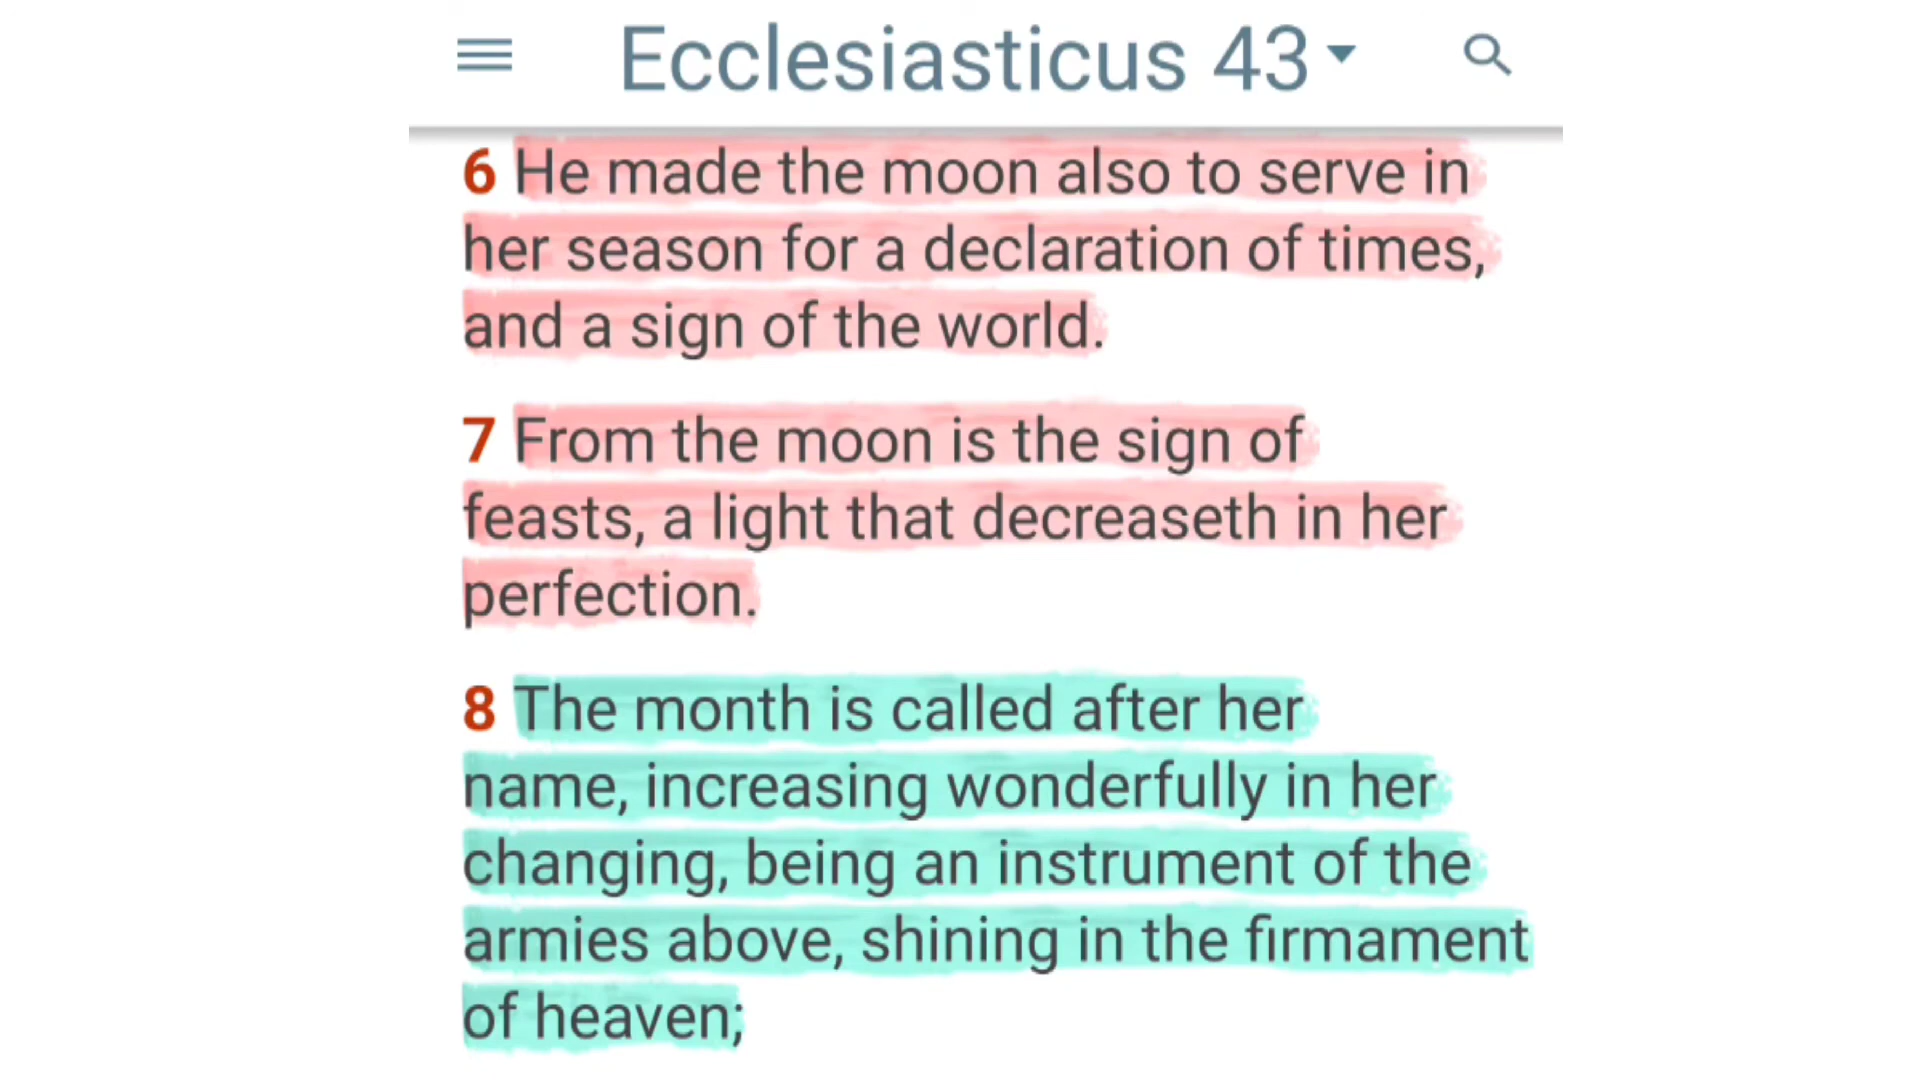 Ecclesiasticus 43
6 He made the moon also to serve in
her season for a declaration of times,
and a sign of the world.
7 From the moon is the sign of
feasts, a light that decreaseth in her
perfection.
8 The month is called after her
name, increasing wonderfully in her
changing, being an instrument of the
armies above, shining in the firmament
of heaven;